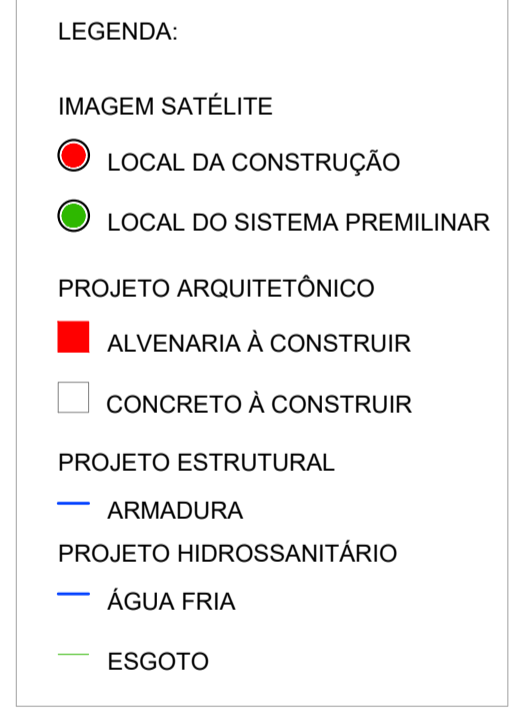 LEGENDA:
IMAGEM SATÉLITE
LOCAL DA CONSTRUÇÃO
LOCAL DO SISTEMA PREMILINAR
PROJETO ARQUITETÔNICO
ALVENARIA À CONSTRUIR
CONCRETO À CONSTRUIR
PROJETO ESTRUTURAL
ARMADURA
PROJETO HIDROSSANITÁRIO
ÁGUA FRIA
ESGOTO